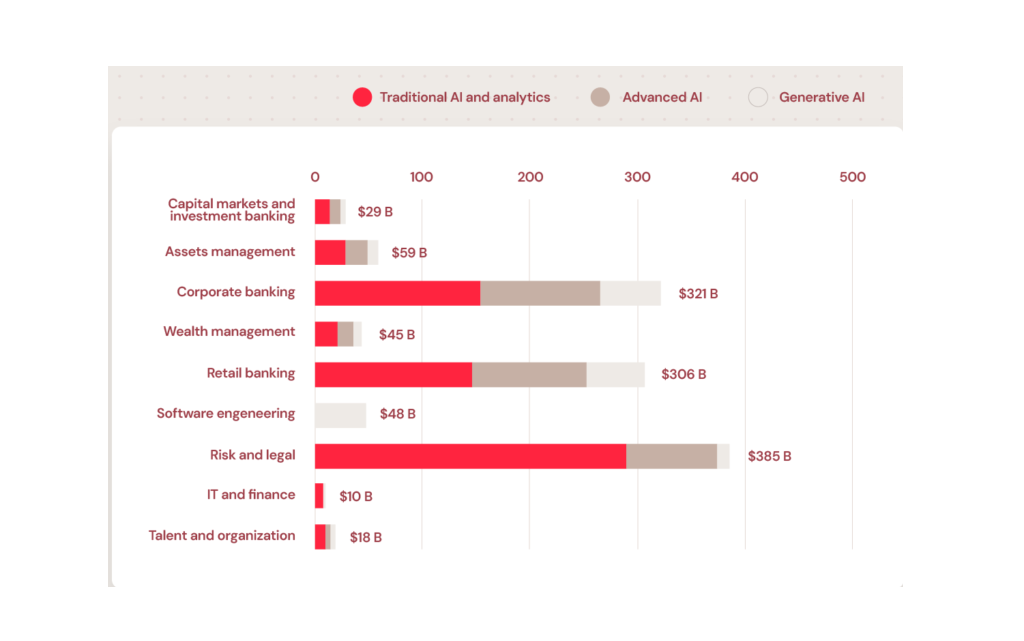 Traditional AI and analytics
Advanced AI
Generative AI
0 100 200 300 400 500
Capital markets and
investment banking
$29 B
Assets management
$59 B
Corporate banking
$321 B
Wealth management
$45 B
Retail banking
$306 B
Software engeneering
$48 B
Risk and legal
$385 B
IT and finance
$10 B
Talent and organization
$18 B